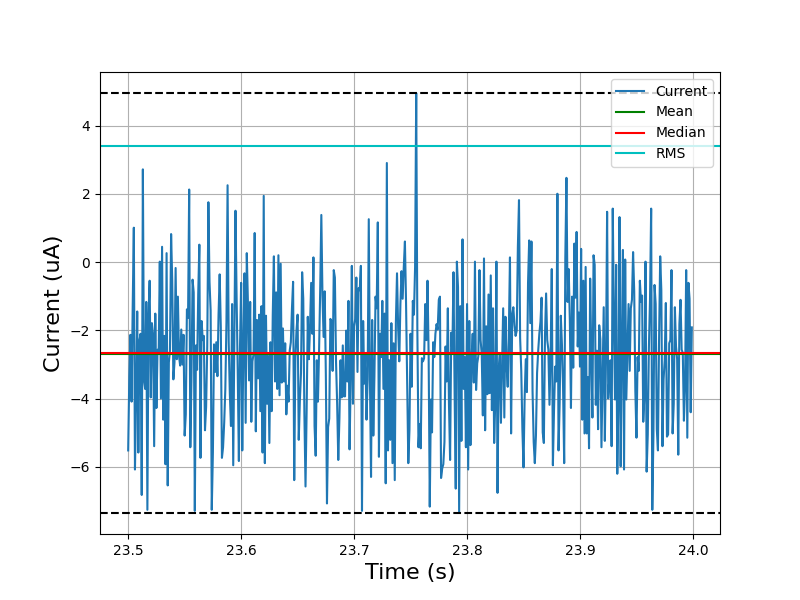 Current
Mean
Median
RMS
4
2
0
−2
−4
−6
Current (uA)
23.5 23.6 23.7 23.8 23.9 24.0
Time (s)